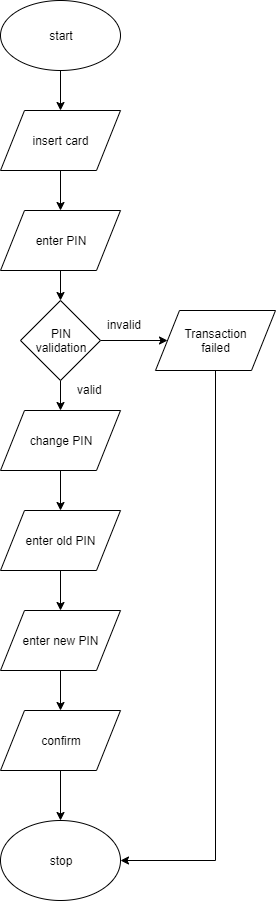 start
insert card
enter PIN
PIN
validation
invalid
Transaction
failed
valid
change PIN
enter old PIN
enter new PIN
confirm
stop